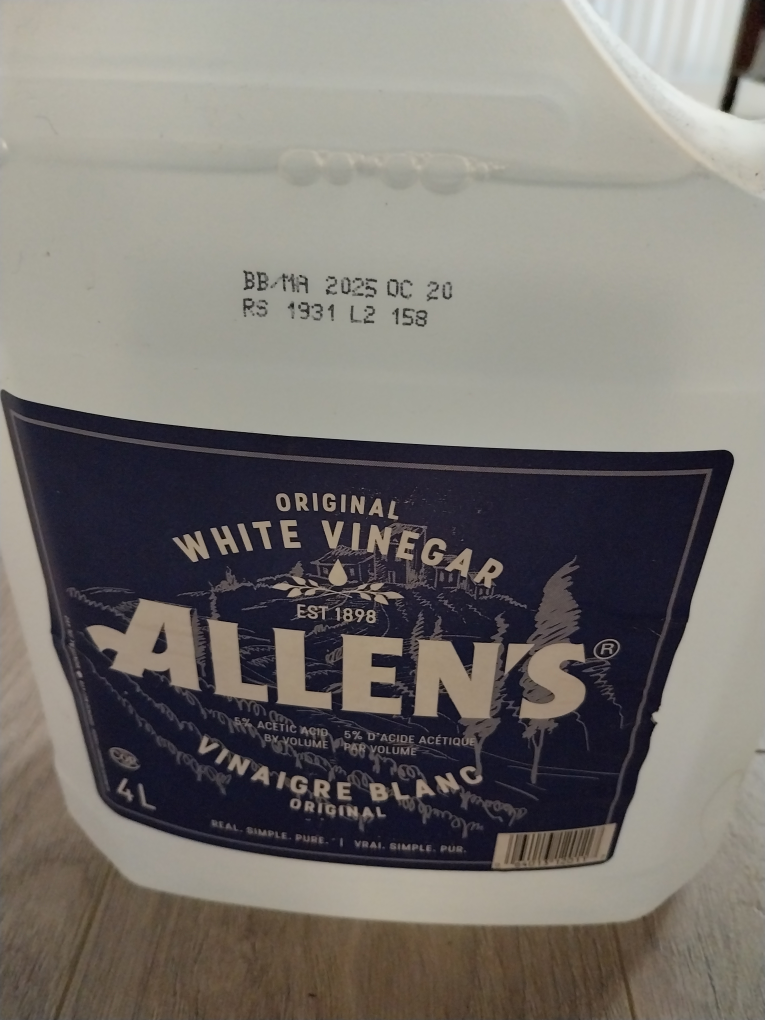 BB/MA 2025 OC 20
RS 1931 L2 158
ORIGINAL
WHITE VINEGAR
EST 1898
ALLEN'S®
5% ACETIC ACID
BY VOLUME
5% D'ACIDE ACÉTIQUE
PAR VOLUME
VINAIGRE BLANC
ORIGINAL
4 L
REAL. SIMPLE. PURE. | VRAI. SIMPLE. PUR.